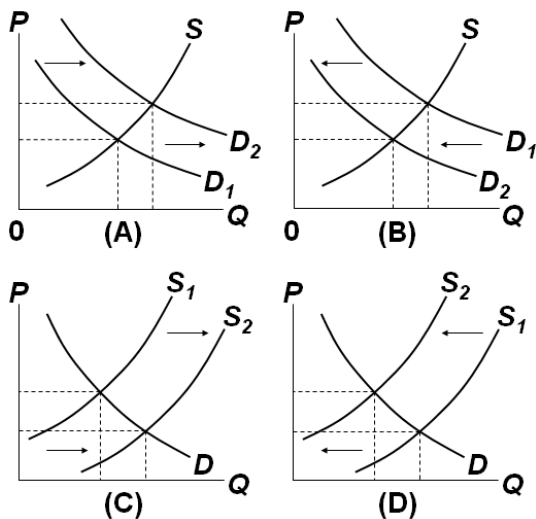 P S P S
D₂ D₁
D₁ D₂
0 (A) Q 0 (B) Q
P S₁ P S₂
S₂ S₁
D D
(C) Q (D) Q